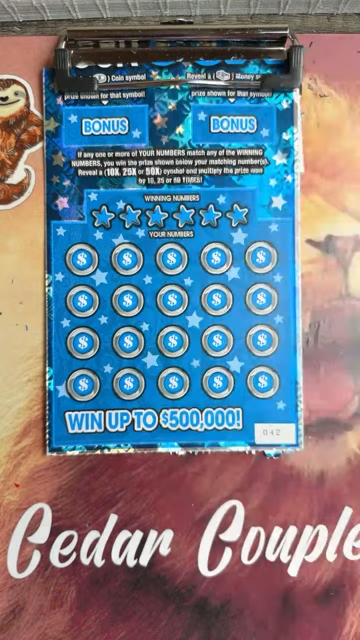 Coin symbol
Reveal a
Money
prize shown for that symbol!
prize shown for that symbol!
BONUS
BONUS
If any one or more of YOUR NUMBERS match any of the WINNING
NUMBERS, you win the prize shown below your matching number(s).
Reveal a (10X, 25X or 50X) symbol and multiply the prize won
by 10, 25 or 50 TIMES!
WINNING NUMBERS
YOUR NUMBERS
$ $ $ $ $
$ $ $ $ $
$ $ $ $ $
$ $ $ $ $
WIN UP TO $500,000!
042
Cedar Couple